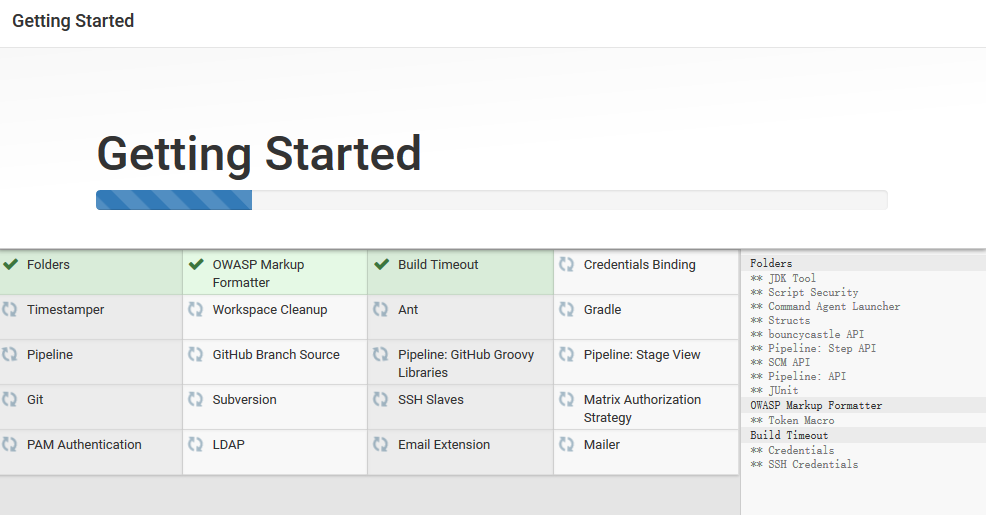 Getting Started
Getting Started
Folders
OWASP Markup
Formatter
Build Timeout
Credentials Binding
Timestamper
Workspace Cleanup
Ant
Gradle
Pipeline
GitHub Branch Source
Pipeline: GitHub Groovy
Libraries
Pipeline: Stage View
Git
Subversion
SSH Slaves
Matrix Authorization
Strategy
PAM Authentication
LDAP
Email Extension
Mailer
Folders
** JDK Tool
** Script Security
** Command Agent Launcher
** Structs
** bouncycastle API
** Pipeline: Step API
** SCM API
** Pipeline: API
** JUnit
OWASP Markup Formatter
** Token Macro
Build Timeout
** Credentials
** SSH Credentials